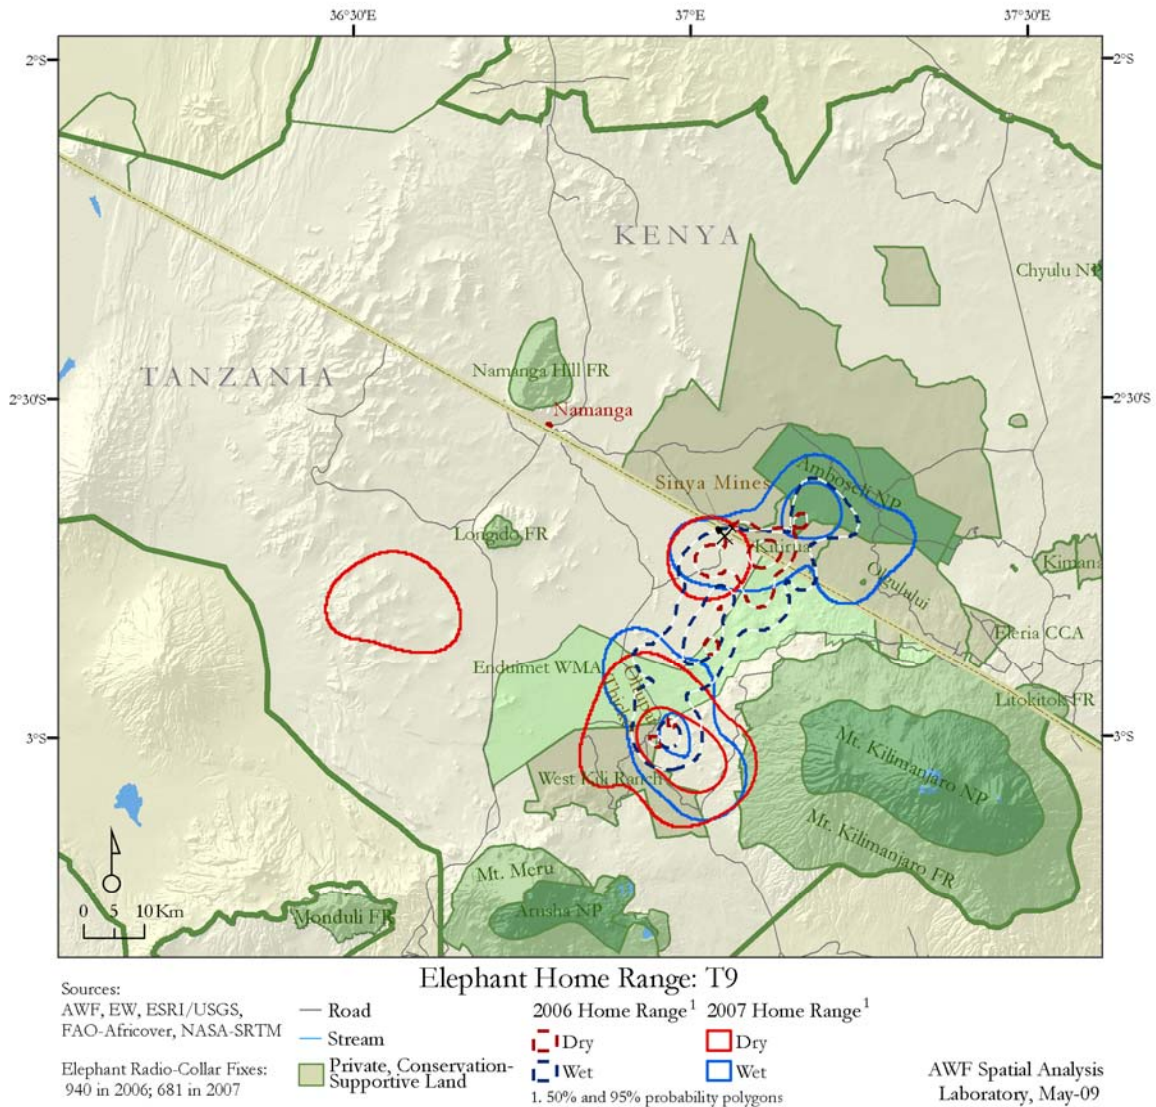 36°30'E 37°E 37°30'E
2°S 2°S
KENYA
Chyulu NP
TANZANIA
Namanga Hill FR
2°30'S 2°30'S
Namanga
Amboseli NP
Sinya Mines
Longido FR
Kitirua
Kimana
Olgulului
Eleria CCA
Enduimet WMA
Thicket
Litokitok FR
3°S 3°S
Mt. Kilimanjaro NP
West Kili Ranch
Mt. Kilimanjaro FR
Mt. Meru
Arusha NP
Monduli FR
0 5 10 Km
Elephant Home Range: T9
Sources:
AWF, EW, ESRI/USGS,
FAO-Africover, NASA-SRTM
Elephant Radio-Collar Fixes:
940 in 2006; 681 in 2007
Road
Stream
Private, Conservation-
Supportive Land
2006 Home Range1
Dry
Wet
2007 Home Range1
Dry
Wet
1. 50% and 95% probability polygons
AWF Spatial Analysis
Laboratory, May-09